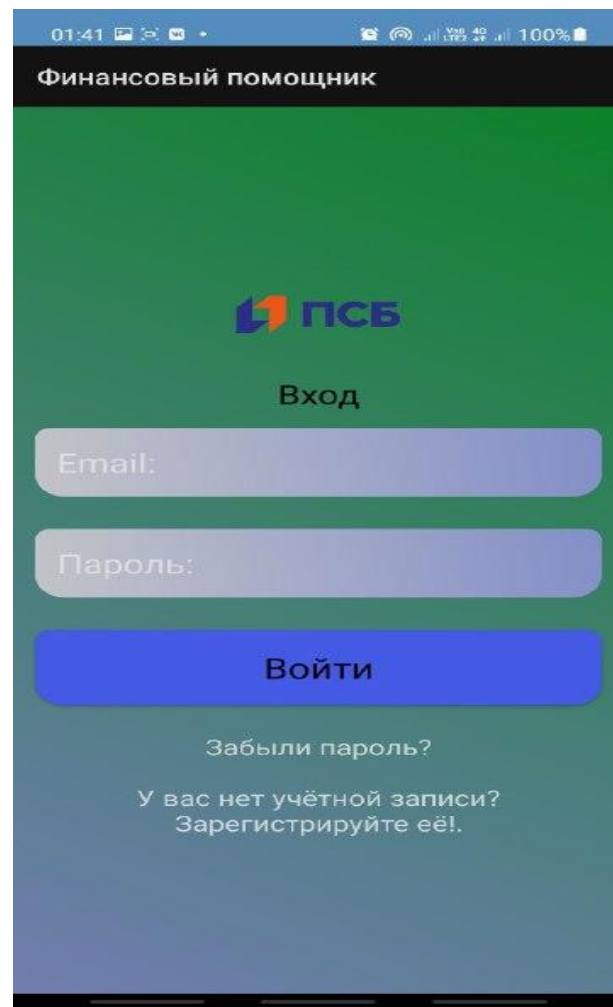 01:41
100%
Финансовый помощник
ПСБ
Вход
Email:
Пароль:
Войти
Забыли пароль?
У вас нет учётной записи?
Зарегистрируйте её!.